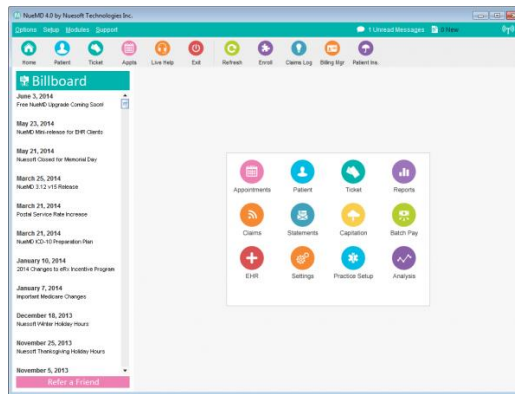 NueMD 4.0 by Nuesoft Technologies Inc.
Options Setup Modules Support
1 Unread Messages 0 New
Home Patient Ticket Appts Live Help Exit Refresh Enroll Claims Log Billing Mgr Patient Ins.
Billboard
June 3, 2014
Free NueMD Upgrade Coming Soon!
May 23, 2014
NueMD Mini-release for EHR Clients
May 21, 2014
Nuesoft Closed for Memorial Day
March 25, 2014
NueMD 3.12 v15 Release
March 21, 2014
Postal Service Rate Increase
March 21, 2014
NueMD ICD-10 Preparation Plan
January 10, 2014
2014 Changes to eRx Incentive Program
January 7, 2014
Important Medicare Changes
December 18, 2013
Nuesoft Winter Holiday Hours
November 25, 2013
Nuesoft Thanksgiving Holiday Hours
November 5, 2013
Refer a Friend
Appointments Patient Ticket Reports
Claims Statements Capitation Batch Pay
EHR Settings Practice Setup Analysis